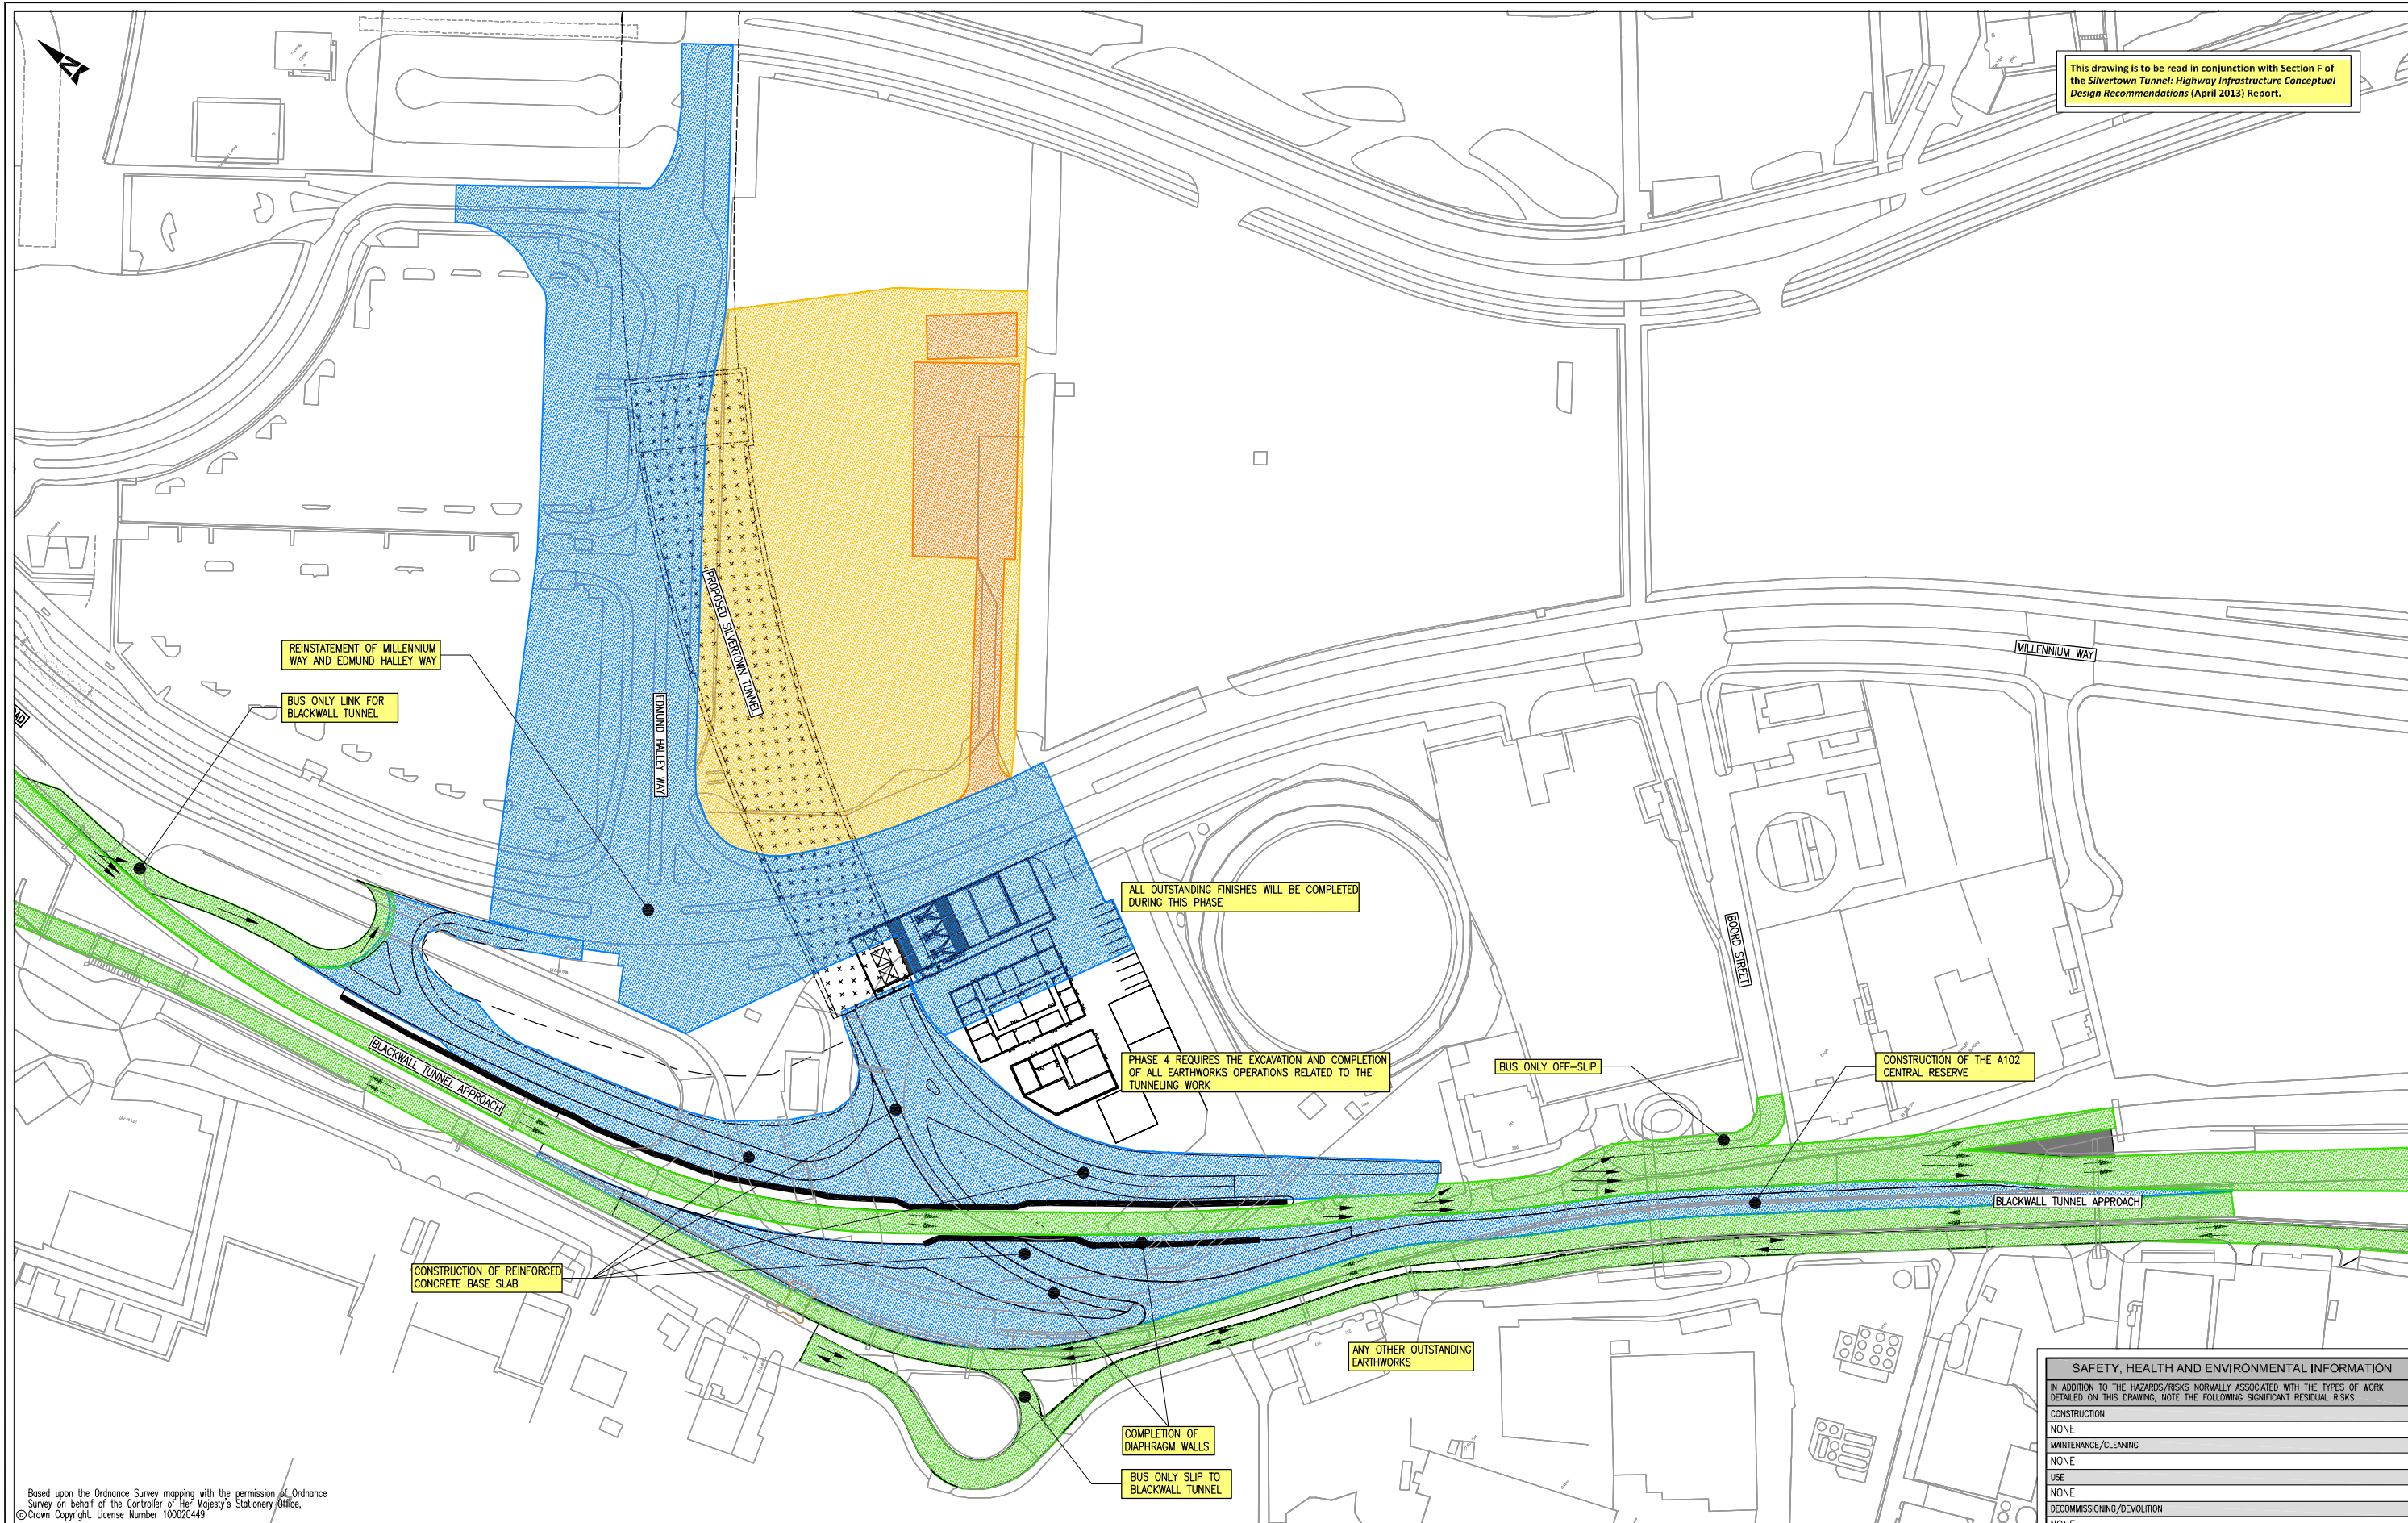 N
This drawing is to be read in conjunction with Section F of
the Silvertown Tunnel: Highway Infrastructure Conceptual
Design Recommendations (April 2013) Report.
PROPOSED SILVERTOWN TUNNEL
REINSTATEMENT OF MILLENNIUM
WAY AND EDMUND HALLEY WAY
MILLENNIUM WAY
BUS ONLY LINK FOR
BLACKWALL TUNNEL
EDMUND HALLEY WAY
ALL OUTSTANDING FINISHES WILL BE COMPLETED
DURING THIS PHASE
BOORD STREET
BLACKWALL TUNNEL APPROACH
PHASE 4 REQUIRES THE EXCAVATION AND COMPLETION
OF ALL EARTHWORKS OPERATIONS RELATED TO THE
TUNNELING WORK
BUS ONLY OFF-SLIP
CONSTRUCTION OF THE A102
CENTRAL RESERVE
BLACKWALL TUNNEL APPROACH
CONSTRUCTION OF REINFORCED
CONCRETE BASE SLAB
ANY OTHER OUTSTANDING
EARTHWORKS
COMPLETION OF
DIAPHRAGM WALLS
BUS ONLY SLIP TO
BLACKWALL TUNNEL
SAFETY, HEALTH AND ENVIRONMENTAL INFORMATION
IN ADDITION TO THE HAZARDS/RISKS NORMALLY ASSOCIATED WITH THE TYPES OF WORK
DETAILED ON THIS DRAWING, NOTE THE FOLLOWING SIGNIFICANT RESIDUAL RISKS
CONSTRUCTION
NONE
MAINTENANCE/CLEANING
NONE
USE
NONE
DECOMMISSIONING/DEMOLITION
NONE
Based upon the Ordnance Survey mapping with the permission of Ordnance
Survey on behalf of the Controller of Her Majesty's Stationery Office,
© Crown Copyright. License Number 100020449